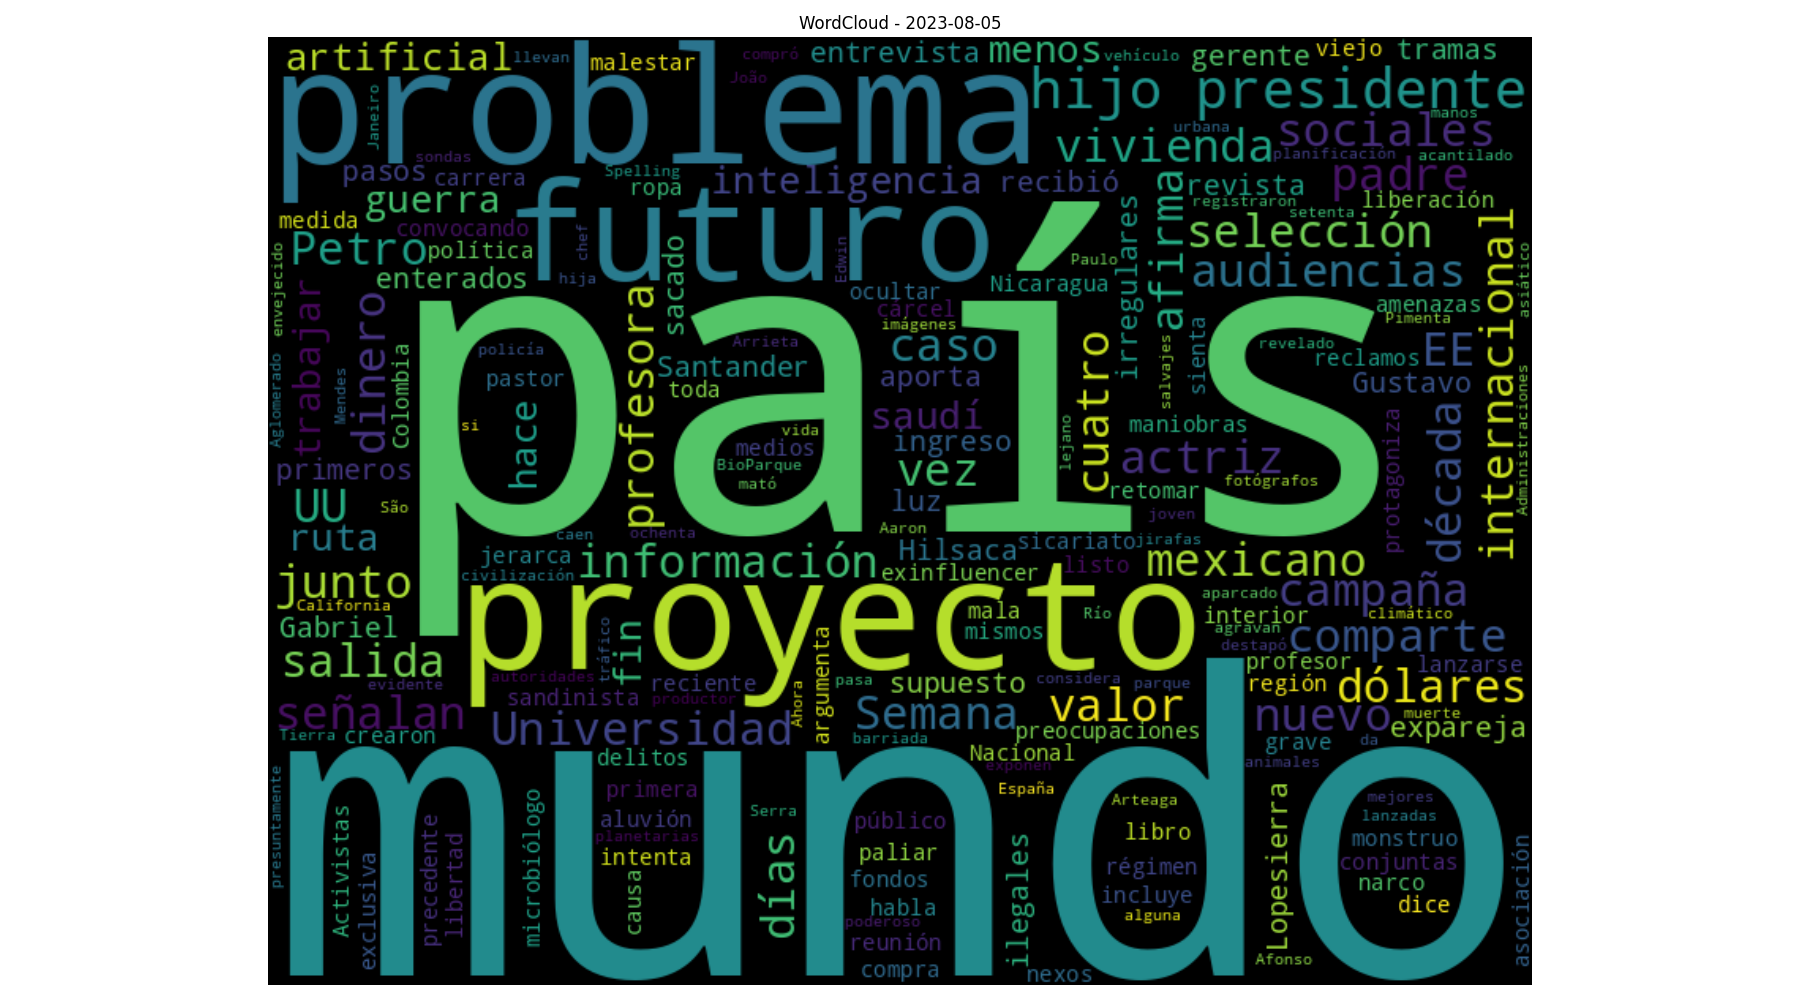 WordCloud - 2023-08-05
artificial llevan malestar compró entrevista menos vehículo gerente viejo tramas
problema João hijo presidente
Janeiro manos
urbana sociales
vivienda planificación acantilado
sondas
pasos carrera Spelling ropa inteligencia recibió afirma revista padre
guerra registraron liberación
medida convocando futuro irregulares setenta selección
Petro política chef sacado Edwin Paulo audiencias internacional asiático
enterados hija Nicaragua
envejecido trabajar dinero profesora ocultar cárcel imágenes amenazas Pimenta
país
policía Arrieta caso cuatro sienta revelado reclamos EE
Aglomerado Mendes Colombia pastor Santander toda aporta salvajes Gustavo
si hace vida saudí lejano maniobras protagoniza década Administraciones
primeros medios ingreso actriz
BioParque mató vez retomar fotógrafos
UU São luz joven
ruta caen ochenta Aaron
jerarca Hilsaca sicariato jirafas
civilización información exinfluencer listo mexicano
junto California proyecto aparcado campaña
mala Río interior climático
Gabriel tráfico fin mismos agravan comparte
salida argumenta destapó profesor lanzarse
evidente autoridades reciente pasa supuesto considera parque región dólares
sandinista productor Ahora
señalan Universidad Semana valor nuevo muerte
Tierra crearon barriada preocupaciones expareja
delitos Nacional grave da
mundo
presuntamente exponen animales
primera España Arteaga mejores
Activistas microbiólogo aluvión Serra público libro Lopesierra lanzadas
precedente planetarias monstruo
exclusiva libertad intenta días paliar ilegales régimen conjuntas asociación
causa fondos incluye narco
habla alguna dice
poderoso
reunión Afonso
compra nexos